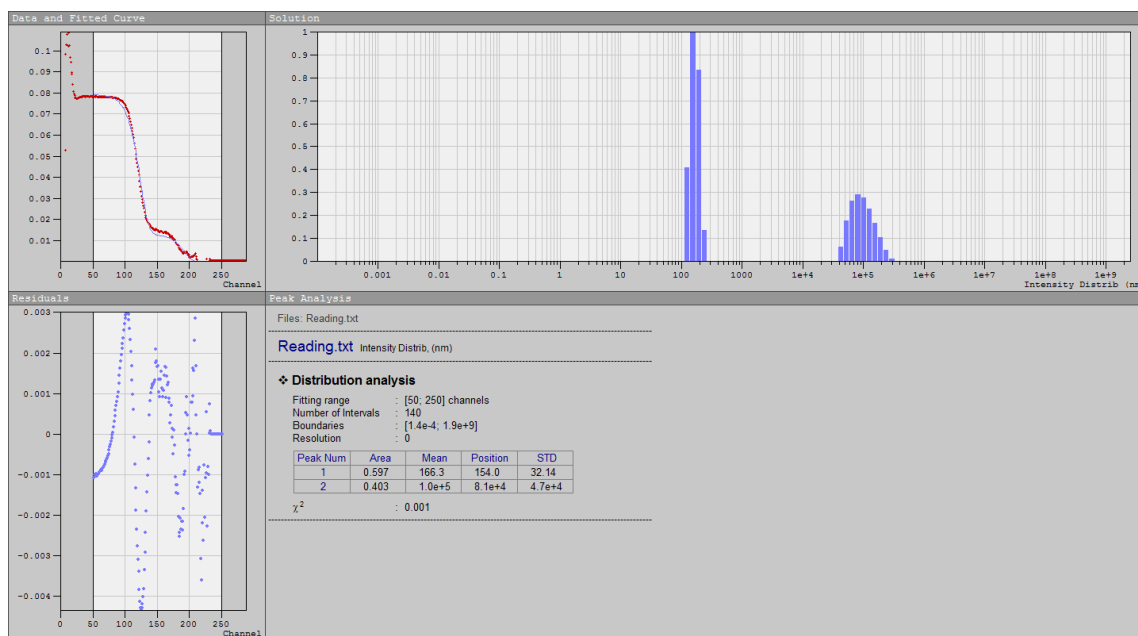 Data and Fitted Curve
0.1
0.09
0.08
0.07
0.06
0.05
0.04
0.03
0.02
0.01
0 50 100 150 200 250
Channel
Solution
1
0.9
0.8
0.7
0.6
0.5
0.4
0.3
0.2
0.1
0
0.001 0.01 0.1 1 10 100 1000 1e+4 1e+5 1e+6 1e+7 1e+8 1e+9
Intensity Distrib (nm
Residuals
0.003
0.002
0.001
0
-0.001
-0.002
-0.003
-0.004
0 50 100 150 200 250
Channel
Peak Analysis
Files: Reading.txt
Reading.txt Intensity Distrib, (nm)
❖ Distribution analysis
Fitting range : [50; 250] channels
Number of Intervals : 140
Boundaries : [1.4e-4; 1.9e+9]
Resolution : 0
Peak Num Area Mean Position STD
1 0.597 166.3 154.0 32.14
2 0.403 1.0e+5 8.1e+4 4.7e+4
χ2 : 0.001